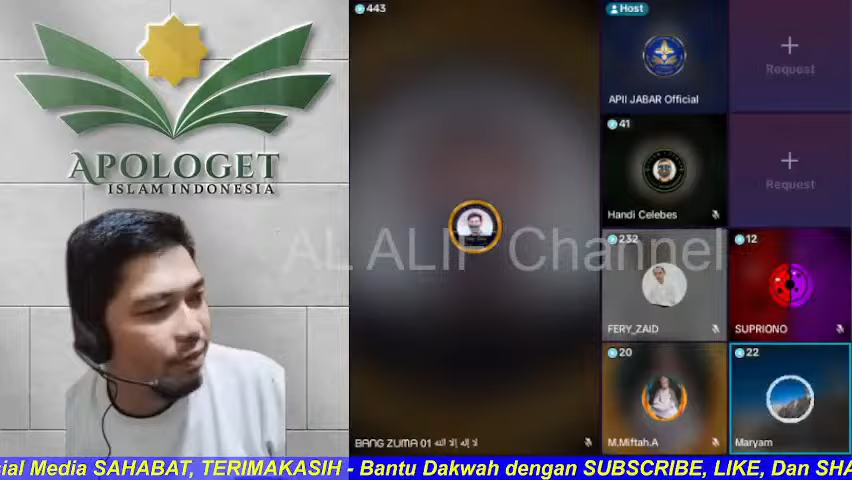 APOLOGET
ISLAM INDONESIA
443
BANG ZUMA 01 لا إله إلا الله
Host
APII JABAR Official
Request
41
Handi Celebes
Request
232
FERY_ZAID
12
SUPRIONO
20
M.Miftah.A
22
Maryam
AL ALIF Channel
sial Media SAHABAT, TERIMAKASIH - Bantu Dakwah dengan SUBSCRIBE, LIKE, Dan SHA